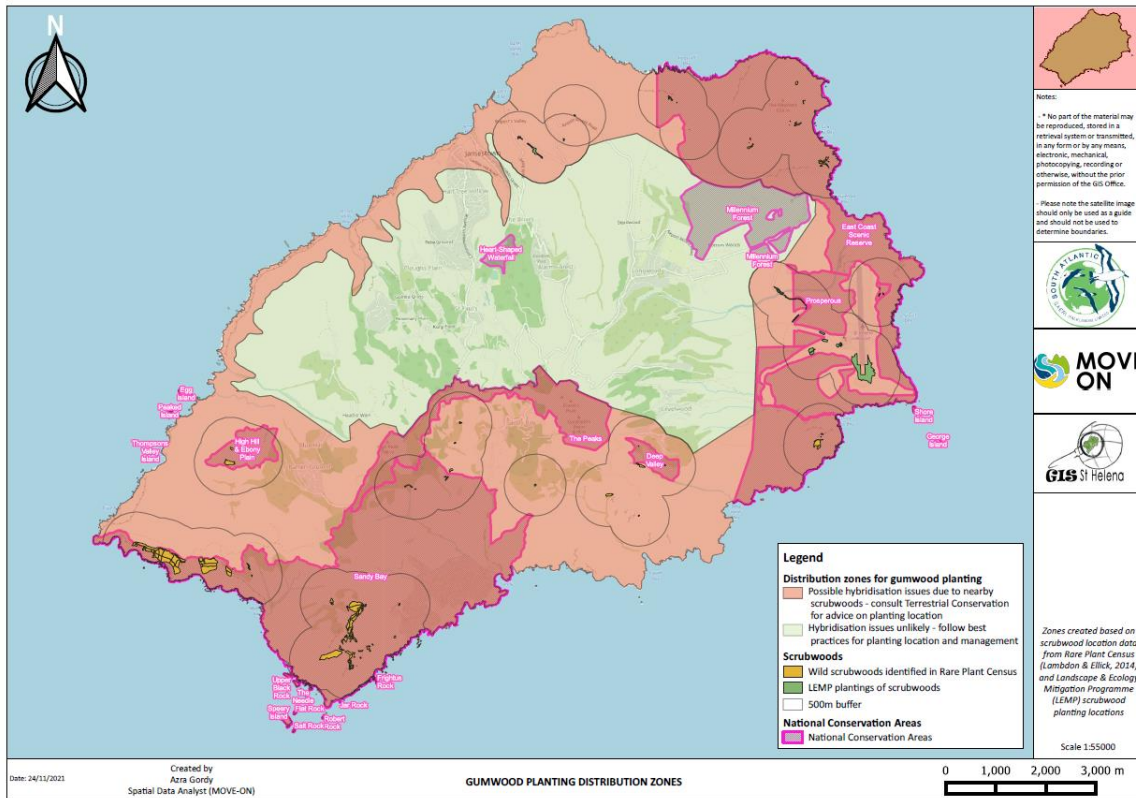 N
Jamestown
Heart-Shaped
Waterfall
Millennium
Forest
Millennium
Forest
East Coast
Scenic
Reserve
Prosperous
Egg
Island
Peaked
Island
Thompsons
Valley
Island
High Hill
& Ebony
Plain
The Peaks
Deep
Valley
Shore
Island
George
Island
Sandy Bay
Upper
Black
Rock
The
Needle
Flat Rock
Speery
Island
Salt Rock
Robert
Rock
Jar Rock
Frightus
Rock
Legend
Distribution zones for gumwood planting
Possible hybridisation issues due to nearby
scrubwoods - consult Terrestrial Conservation
for advice on planting location
Hybridisation issues unlikely - follow best
practices for planting location and management
Scrubwoods
Wild scrubwoods identified in Rare Plant Census
LEMP plantings of scrubwoods
500m buffer
National Conservation Areas
National Conservation Areas
Notes:
- * No part of the material may
be reproduced, stored in a
retrieval system or transmitted,
in any form or by any means,
electronic, mechanical,
photocopying, recording or
otherwise, without the prior
permission of the GIS Office.
- Please note the satellite image
should only be used as a guide
and should not be used to
determine boundaries.
SOUTH ATLANTIC
MOVE
ON
GIS St Helena
Zones created based on
scrubwood location data
from Rare Plant Census
(Lambdon & Ellick, 2014)
and Landscape & Ecology
Mitigation Programme
(LEMP) scrubwood
planting locations
Scale 1:55000
Date: 24/11/2021
Created by
Azra Gordy
Spatial Data Analyst (MOVE-ON)
GUMWOOD PLANTING DISTRIBUTION ZONES
0 1,000 2,000 3,000 m